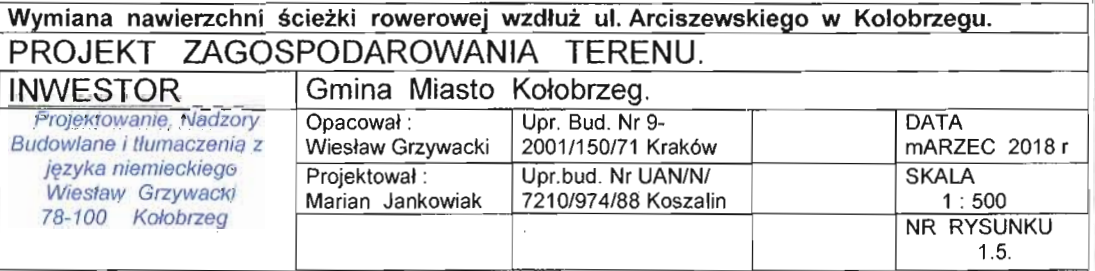 Wymiana nawierzchni ścieżki rowerowej wzdłuż ul. Arciszewskiego w Kolobrzegu.
PROJEKT ZAGOSPODAROWANIA TERENU.
INWESTOR
Gmina Miasto Kołobrzeg.
Projektowanie, Nadzory
Budowlane i tłumaczenia z
języka niemieckiego
Wiesław Grzywacki
78-100 Kołobrzeg
Opacował :
Wiesław Grzywacki
Upr. Bud. Nr 9-
2001/150/71 Kraków
DATA
mARZEC 2018 r
Projektował :
Marian Jankowiak
Upr.bud. Nr UAN/N/
7210/974/88 Koszalin
SKALA
1 : 500
NR RYSUNKU
1.5.